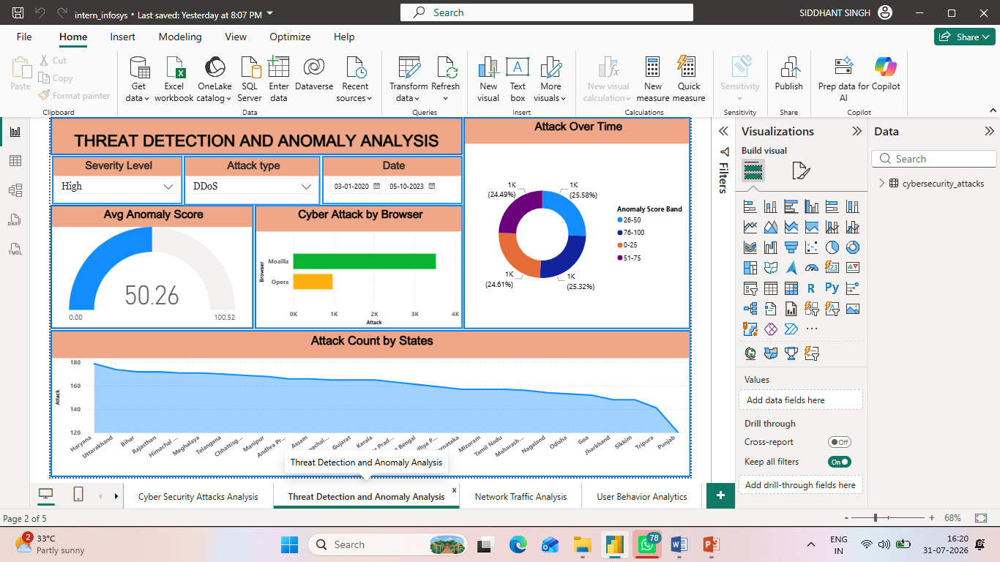 intern_infosys • Last saved: Yesterday at 8:07 PM
Search
SIDDHANT SINGH
File Home Insert Modeling View Optimize Help
Share
Paste
Cut
Copy
Format painter
Clipboard
Get data
Excel workbook
OneLake catalog
SQL Server
Enter data
Dataverse
Recent sources
Data
Transform data
Refresh
Queries
New visual
Text box
More visuals
Insert
New visual calculation
New measure
Quick measure
Calculations
Sensitivity
Sensitivity
Publish
Share
Prep data for AI
Copilot
Copilot
THREAT DETECTION AND ANOMALY ANALYSIS
Severity Level
High
Attack type
DDoS
Date
03-01-2020
05-10-2023
Avg Anomaly Score
50.26
0.00
100.52
Cyber Attack by Browser
Browser
Mozilla
Opera
0K 1K 2K 3K 4K
Attack
Attack Over Time
1K
(24.49%)
1K
(25.58%)
1K
(24.61%)
1K
(25.32%)
Anomaly Score Band
26-50
76-100
0-25
51-75
Attack Count by States
Attack
180
160
140
120
Haryana
Uttarakhand
Bihar
Rajasthan
Himachal ...
Meghalaya
Telangana
Chhattisg...
Manipur
Andhra Pr...
Assam
Gujarat
Kerala
Mizoram
Tamil Nadu
Maharash...
Nagaland
Odisha
Goa
Jharkhand
Sikkim
Tripura
Punjab
Threat Detection and Anomaly Analysis
Cyber Security Attacks Analysis
Threat Detection and Anomaly Analysis
x
Network Traffic Analysis
User Behavior Analytics
+
Filters
Visualizations
Build visual
R
Py
123
...
Values
Add data fields here
Drill through
Cross-report
Off
Keep all filters
On
Add drill-through fields here
Data
Search
cybersecurity_attacks
DAX
TMDL
Page 2 of 5
- + 68%
2
33°C
Partly sunny
Search
78
ENG
IN
16:20
31-07-2026